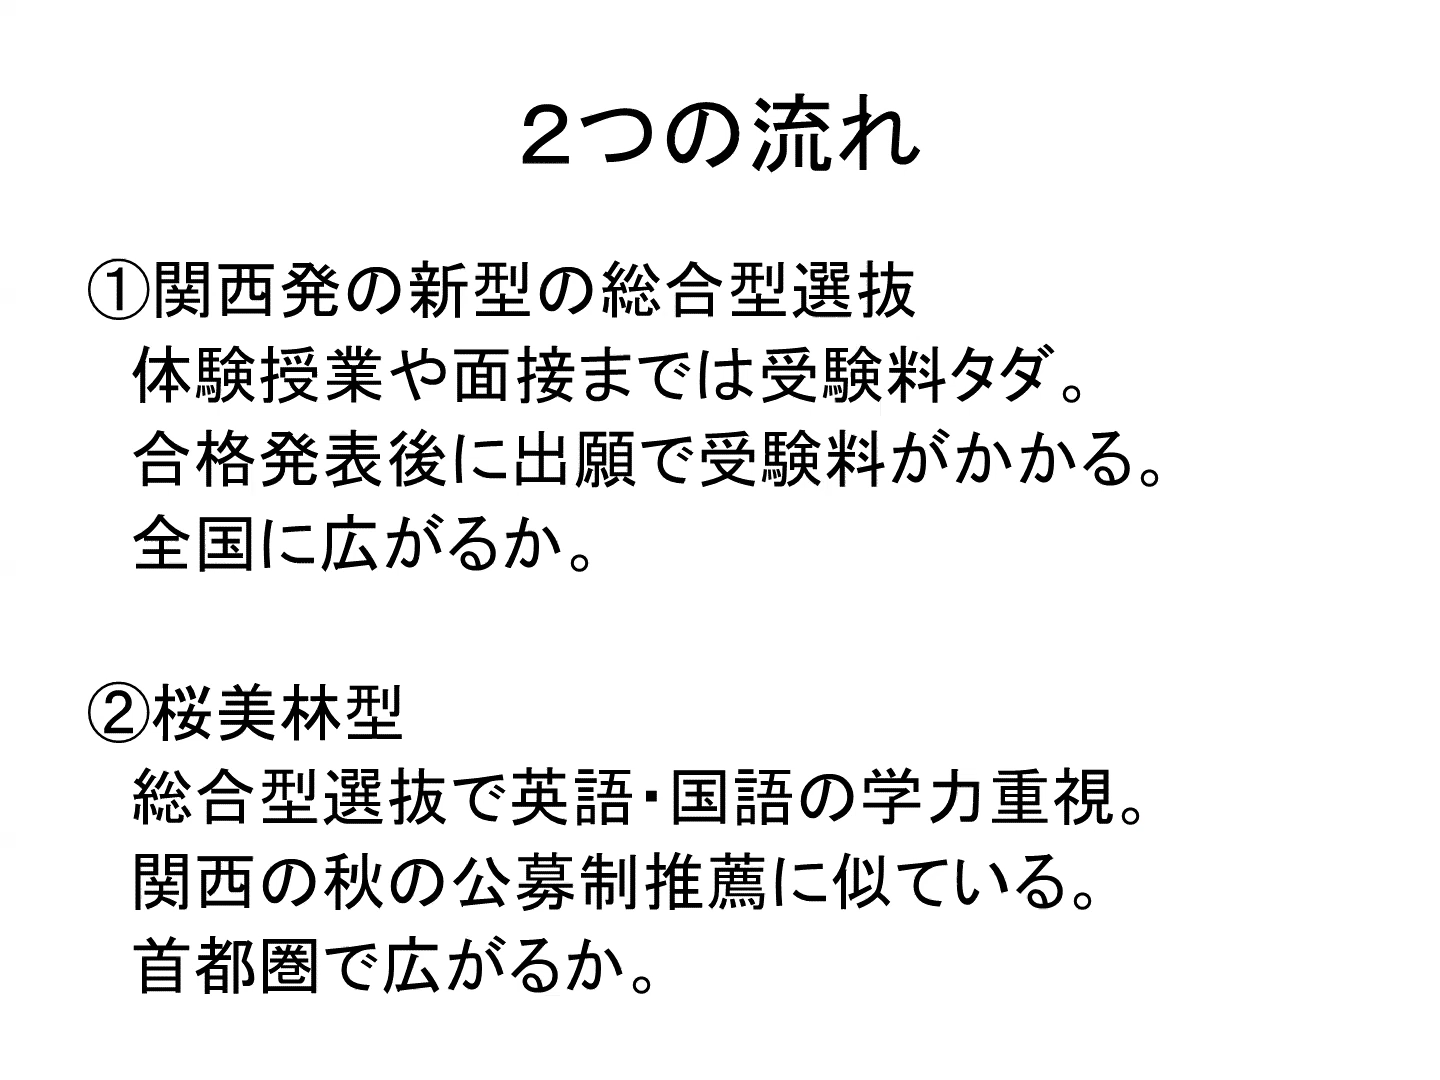 ２つの流れ
①関西発の新型の総合型選抜
体験授業や面接までは受験料タダ。
合格発表後に出願で受験料がかかる。
全国に広がるか。
②桜美林型
総合型選抜で英語・国語の学力重視。
関西の秋の公募制推薦に似ている。
首都圏で広がるか。